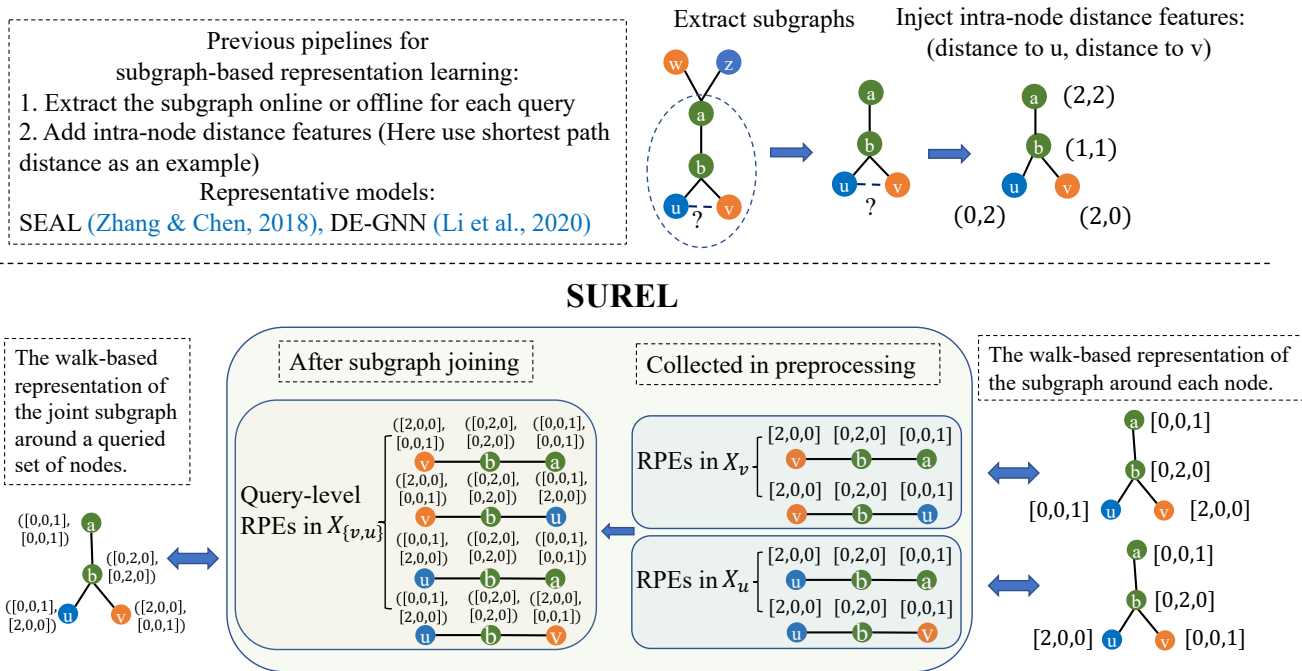 Previous pipelines for
subgraph-based representation learning:
1. Extract the subgraph online or offline for each query
2. Add intra-node distance features (Here use shortest path
distance as an example)
Representative models:
SEAL (Zhang & Chen, 2018), DE-GNN (Li et al., 2020)
Extract subgraphs
w
z
a
b
u
v
?
a
b
u
v
?
Inject intra-node distance features:
(distance to u, distance to v)
a
(2,2)
b
(1,1)
u
v
(0,2)
(2,0)
SUREL
The walk-based
representation of
the joint subgraph
around a queried
set of nodes.
([0,0,1],
[0,0,1])
a
b
([0,2,0],
[0,2,0])
([0,0,1],
[2,0,0])
u
v
([2,0,0],
[0,0,1])
After subgraph joining
Query-level
RPEs in X{v,u}
([2,0,0], ([0,2,0], ([0,0,1],
[0,0,1]) [0,2,0]) [0,0,1])
v b a
([2,0,0], ([0,2,0], ([0,0,1],
[0,0,1]) [0,2,0]) [2,0,0])
v b u
([0,0,1], ([0,2,0], ([0,0,1],
[2,0,0]) [0,2,0]) [0,0,1])
u b a
([0,0,1], ([0,2,0], ([2,0,0],
[2,0,0]) [0,2,0]) [0,0,1])
u b v
Collected in preprocessing
RPEs in Xv
[2,0,0] [0,2,0] [0,0,1]
v b a
[2,0,0] [0,2,0] [0,0,1]
v b u
RPEs in Xu
[2,0,0] [0,2,0] [0,0,1]
u b a
[2,0,0] [0,2,0] [0,0,1]
u b v
The walk-based representation of
the subgraph around each node.
a [0,0,1]
b [0,2,0]
[0,0,1] u v [2,0,0]
a [0,0,1]
b [0,2,0]
[2,0,0] u v [0,0,1]